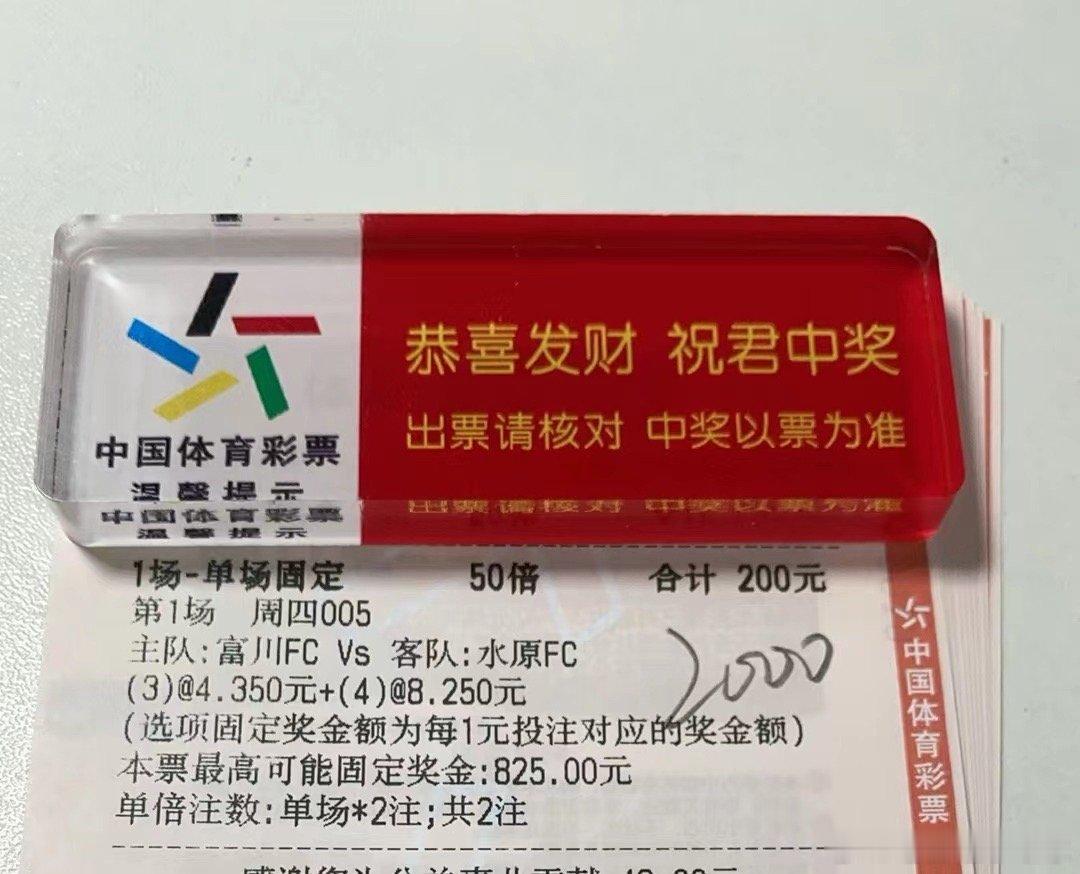 恭喜发财 祝君中奖
出票请核对 中奖以票为准
中国体育彩票
温馨提示
1场-单场固定 50倍 合计 200元
第1场 周四005
主队:富川FC Vs 客队:水原FC
(3)@4.350元+(4)@8.250元
(选项固定奖金额为每1元投注对应的奖金额)
本票最高可能固定奖金:825.00元
单倍注数:单场*2注;共2注
2000
中国体育彩票